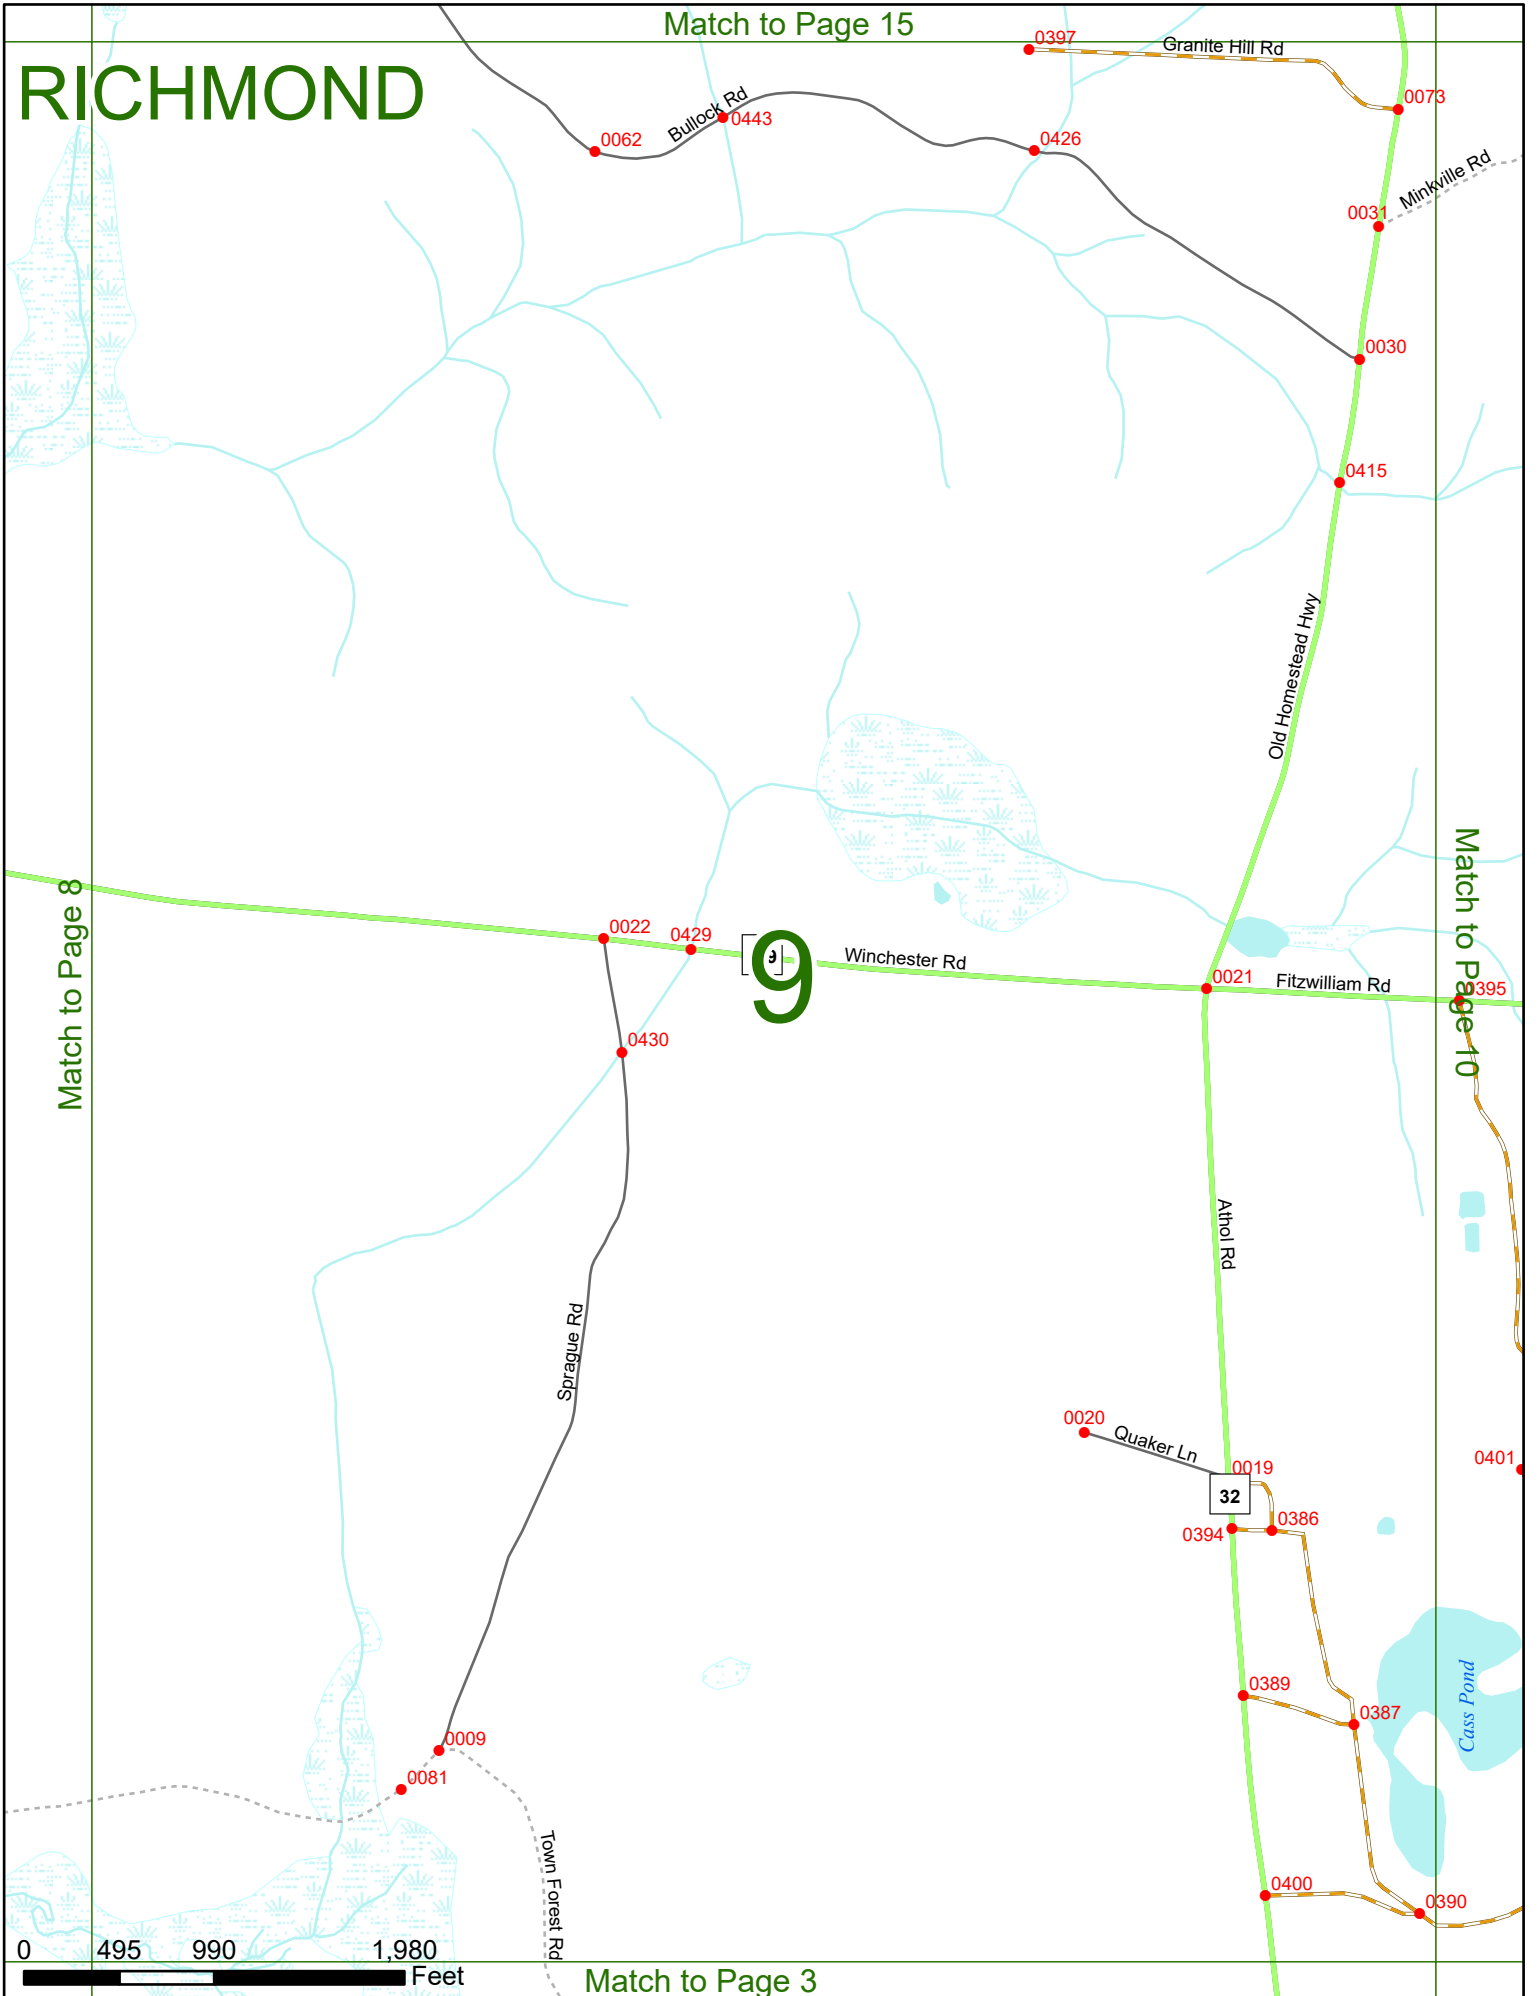 Match to Page 15
RICHMOND
0397
Granite Hill Rd
0073
Bullock Rd
0443
0062
0426
Minkville Rd
0031
0030
0415
Old Homestead Hwy
Match to Page 8
Match to Page 10
0022
0429
9
Winchester Rd
0021
Fitzwilliam Rd
0395
0430
Athol Rd
Sprague Rd
0020
Quaker Ln
0019
0401
32
0394
0386
Cass Pond
0389
0387
0009
0081
Town Forest Rd
0400
0390
0 495 990 1,980
Feet
Match to Page 3